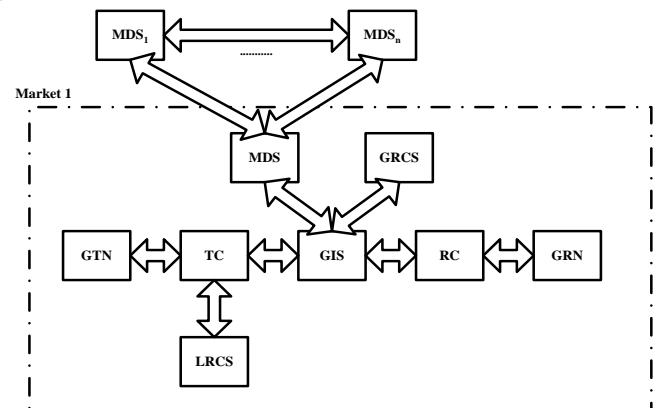 MDS1 MDSn
...........
Market 1
MDS GRCS
GTN TC GIS RC GRN
LRCS